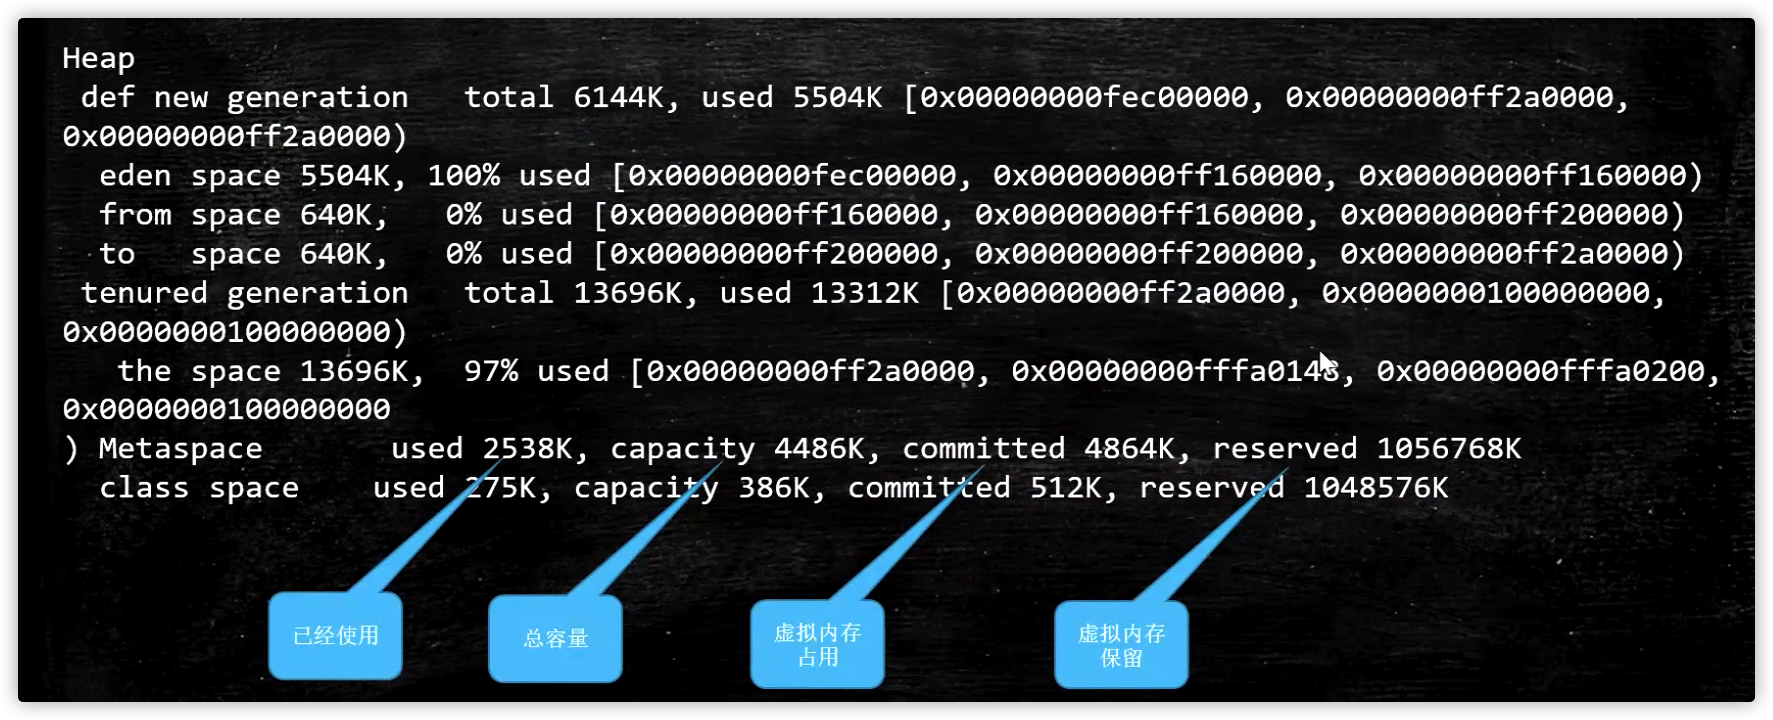 Heap
def new generation total 6144K, used 5504K [0x00000000fec00000, 0x00000000ff2a0000,
0x00000000ff2a0000)
eden space 5504K, 100% used [0x00000000fec00000, 0x00000000ff160000, 0x00000000ff160000)
from space 640K, 0% used [0x00000000ff160000, 0x00000000ff160000, 0x00000000ff200000)
to space 640K, 0% used [0x00000000ff200000, 0x00000000ff200000, 0x00000000ff2a0000)
tenured generation total 13696K, used 13312K [0x00000000ff2a0000, 0x0000000100000000,
0x0000000100000000)
the space 13696K, 97% used [0x00000000ff2a0000, 0x00000000fffa0148, 0x00000000fffa0200,
0x0000000100000000
) Metaspace used 2538K, capacity 4486K, committed 4864K, reserved 1056768K
class space used 275K, capacity 386K, committed 512K, reserved 1048576K
已经使用
总容量
虚拟内存
占用
虚拟内存
保留